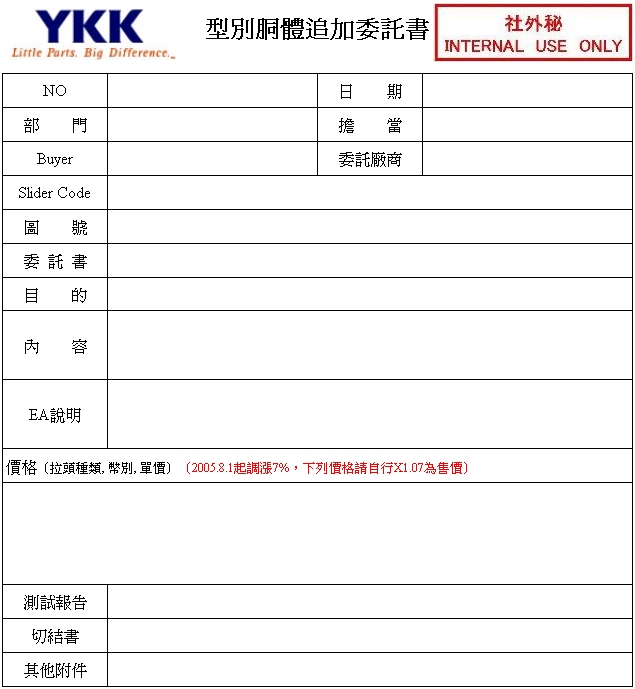 YKK
Little Parts. Big Difference.
型別胴體追加委託書
社外秘
INTERNAL USE ONLY
NO
日 期
部 門
擔 當
Buyer
委託廠商
Slider Code
圖 號
委 託 書
目 的
內 容
EA說明
價格（拉頭種類, 幣別, 單價）（2005.8.1起調漲7%，下列價格請自行X1.07為售價）
測試報告
切結書
其他附件